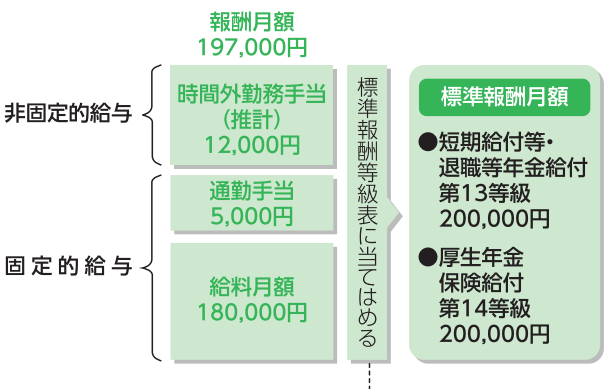 報酬月額
197,000円
非固定的給与
時間外勤務手当
(推計)
12,000円
固定的給与
通勤手当
5,000円
給料月額
180,000円
標準報酬等級表に当てはめる
標準報酬月額
●短期給付等・
退職等年金給付
第13等級
200,000円
●厚生年金
保険給付
第14等級
200,000円